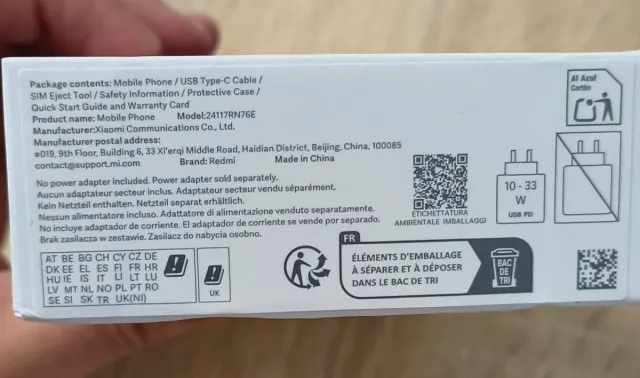 Package contents: Mobile Phone / USB Type-C Cable /
SIM Eject Tool / Safety Information / Protective Case /
Quick Start Guide and Warranty Card
Product: Mobile Phone Model:24117RN76E
Manufacturer:Xiaomi Communications Co., Ltd.
Manufacturer postal address:
#019, 9th Floor, Building 6, 33 Xi'erqi Middle Road, Haidian District, Beijing, China, 100085
contact@support.mi.com Brand: Redmi Made in China
No power adapter included. Power adapter sold separately.
Aucun adaptateur secteur inclus. Adaptateur secteur vendu séparément.
Kein Netzteil enthalten. Netzteil separat erhältlich.
Nessun alimentatore incluso. Adattatore di alimentazione venduto separatamente.
No incluye adaptador de corriente. El adaptador de corriente se vende por separado.
Brak zasilacza w zestawie. Zasilacz do nabycia osobno.
Al Azul
Cartón
ETICHETTATURA
AMBIENTALE IMBALLAGGI
10 - 33
W
USB PD
AT BE BG CH CY CZ DE
DK EE EL ES FI FR HR
HU IE IS IT LI LT LU
LV MT NL NO PL PT RO
SE SI SK TR UK(NI)
UK
FR
ÉLÉMENTS D'EMBALLAGE
À SÉPARER ET À DÉPOSER
DANS LE BAC DE TRI
BAC
DE
TRI